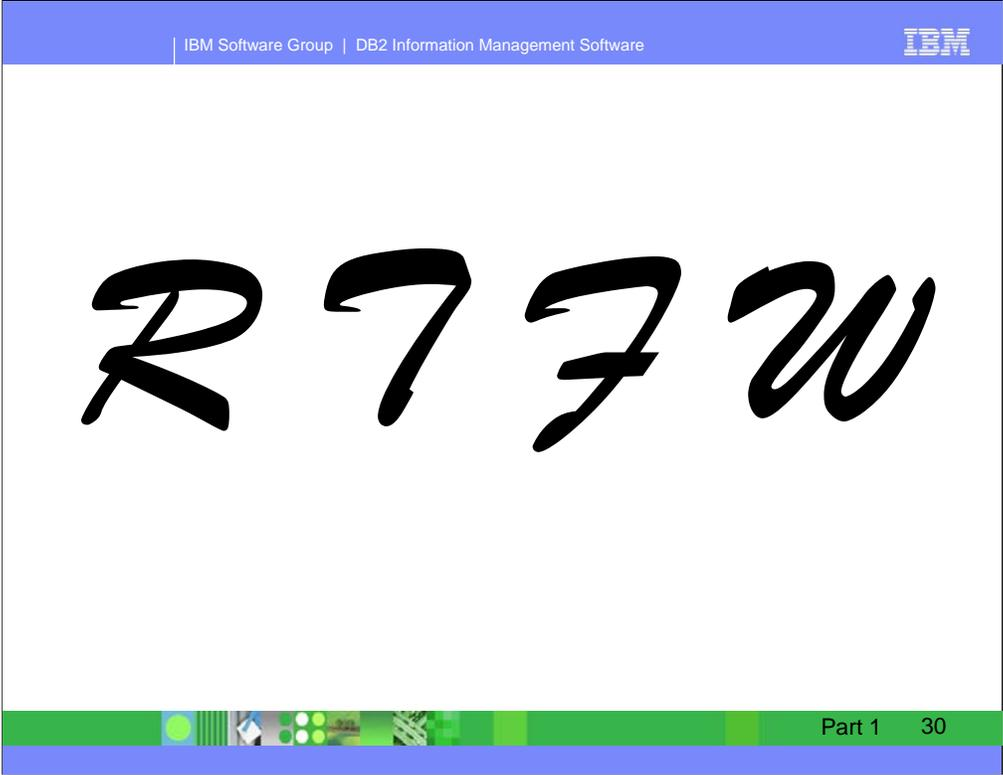 IBM Software Group | DB2 Information Management Software
IBM
R T F W
Part 1 30